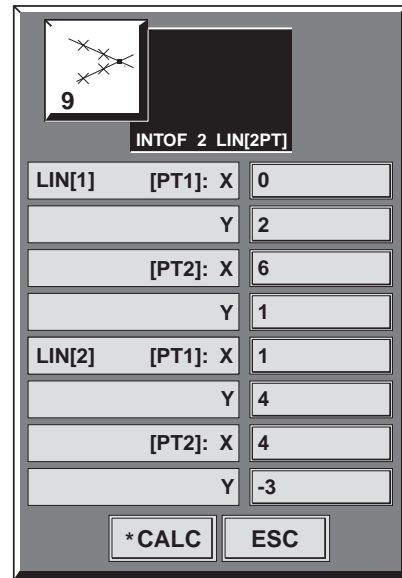 9
INTOF 2 LIN[2PT]
LIN[1] [PT1]: X 0
Y 2
[PT2]: X 6
Y 1
LIN[2] [PT1]: X 1
Y 4
[PT2]: X 4
Y -3
*CALC ESC